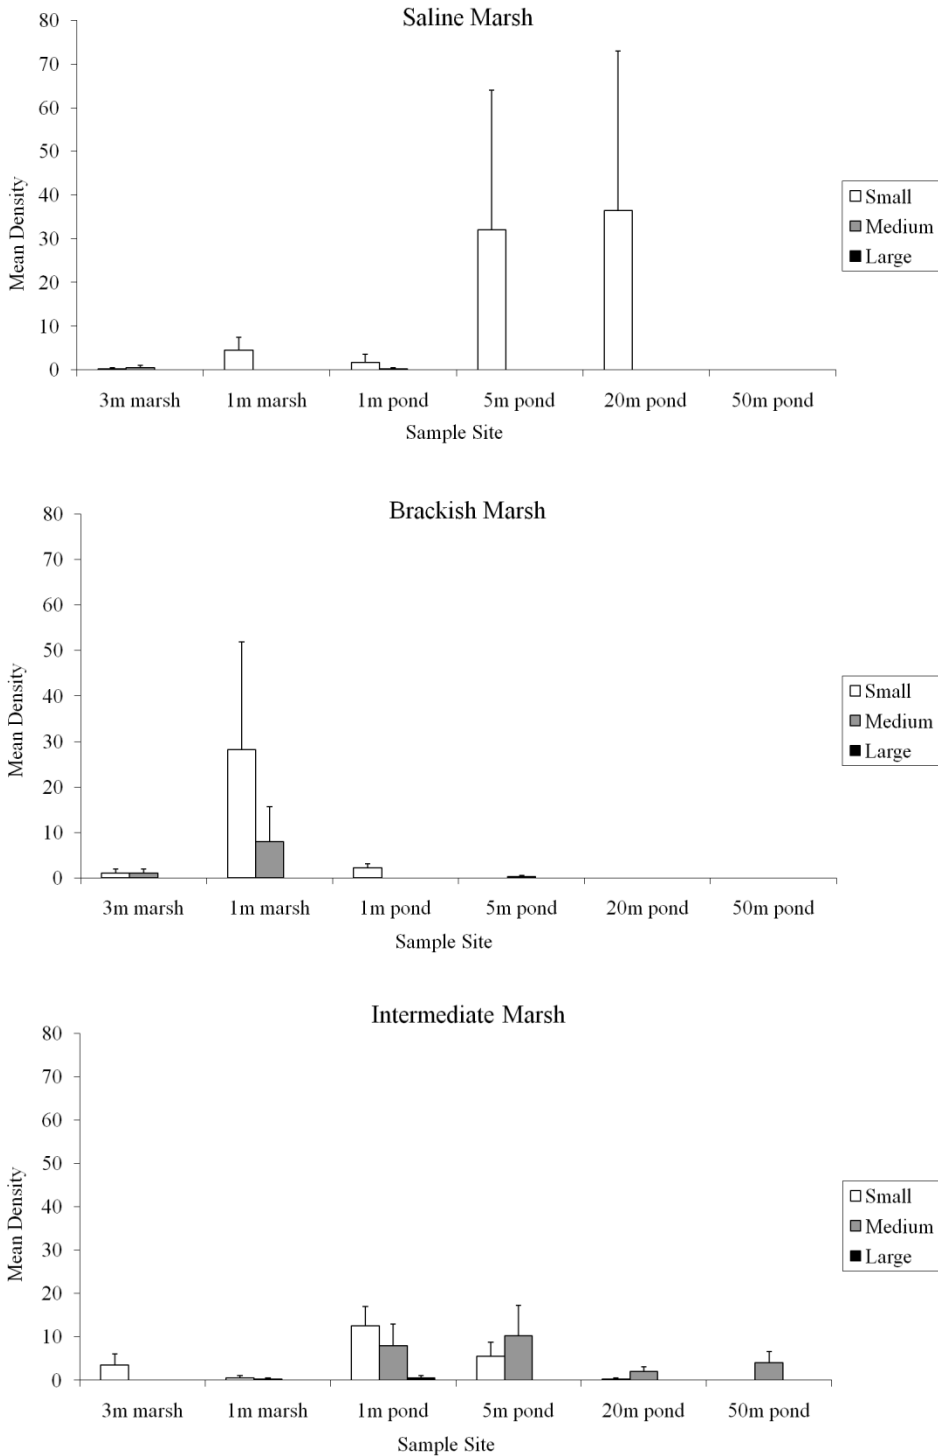 Saline Marsh
80
70
60
50
40
30
20
10
0
Mean Density
3m marsh 1m marsh 1m pond 5m pond 20m pond 50m pond
Sample Site
Small
Medium
Large
Brackish Marsh
80
70
60
50
40
30
20
10
0
Mean Density
3m marsh 1m marsh 1m pond 5m pond 20m pond 50m pond
Sample Site
Small
Medium
Large
Intermediate Marsh
80
70
60
50
40
30
20
10
0
Mean Density
3m marsh 1m marsh 1m pond 5m pond 20m pond 50m pond
Sample Site
Small
Medium
Large